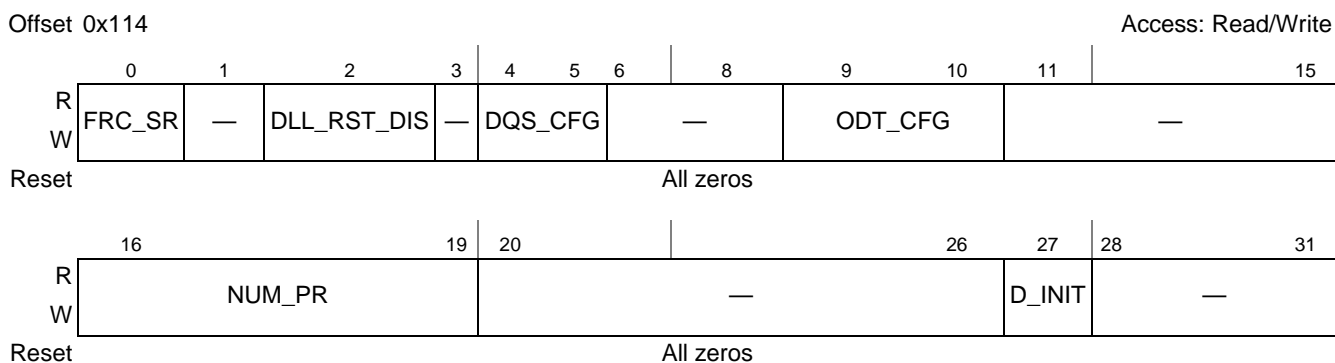 Offset 0x114 Access: Read/Write
0 1 2 3 4 5 6 8 9 10 11 15
R
W
FRC_SR — DLL_RST_DIS — DQS_CFG — ODT_CFG —
Reset All zeros
16 19 20 26 27 28 31
R
W
NUM_PR — D_INIT —
Reset All zeros